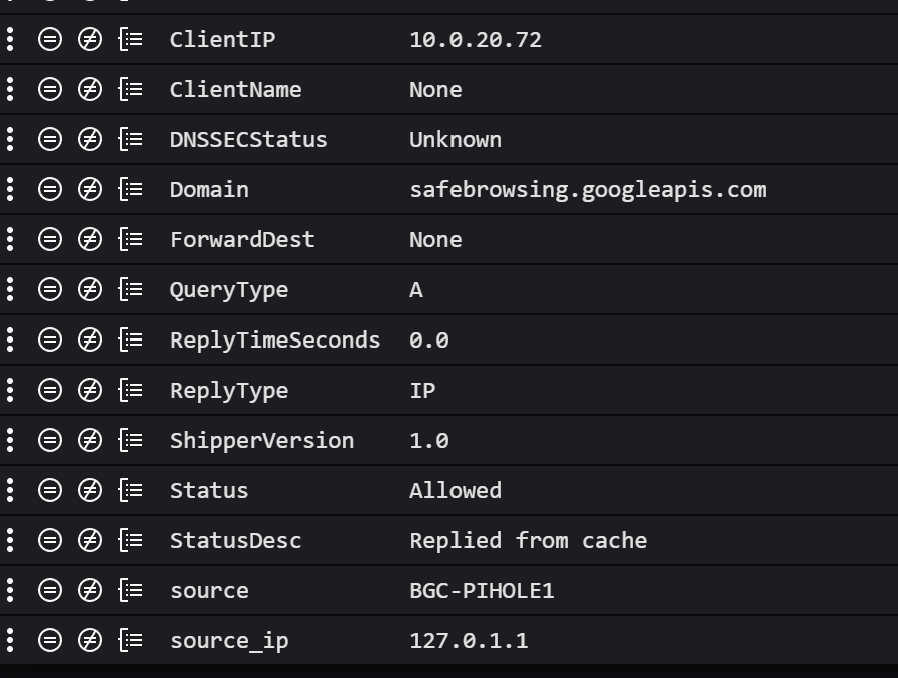 ClientIP 10.0.20.72
ClientName None
DNSSECStatus Unknown
Domain safebrowsing.googleapis.com
ForwardDest None
QueryType A
ReplyTimeSeconds 0.0
ReplyType IP
ShipperVersion 1.0
Status Allowed
StatusDesc Replied from cache
source BGC-PIHOLE1
source_ip 127.0.1.1